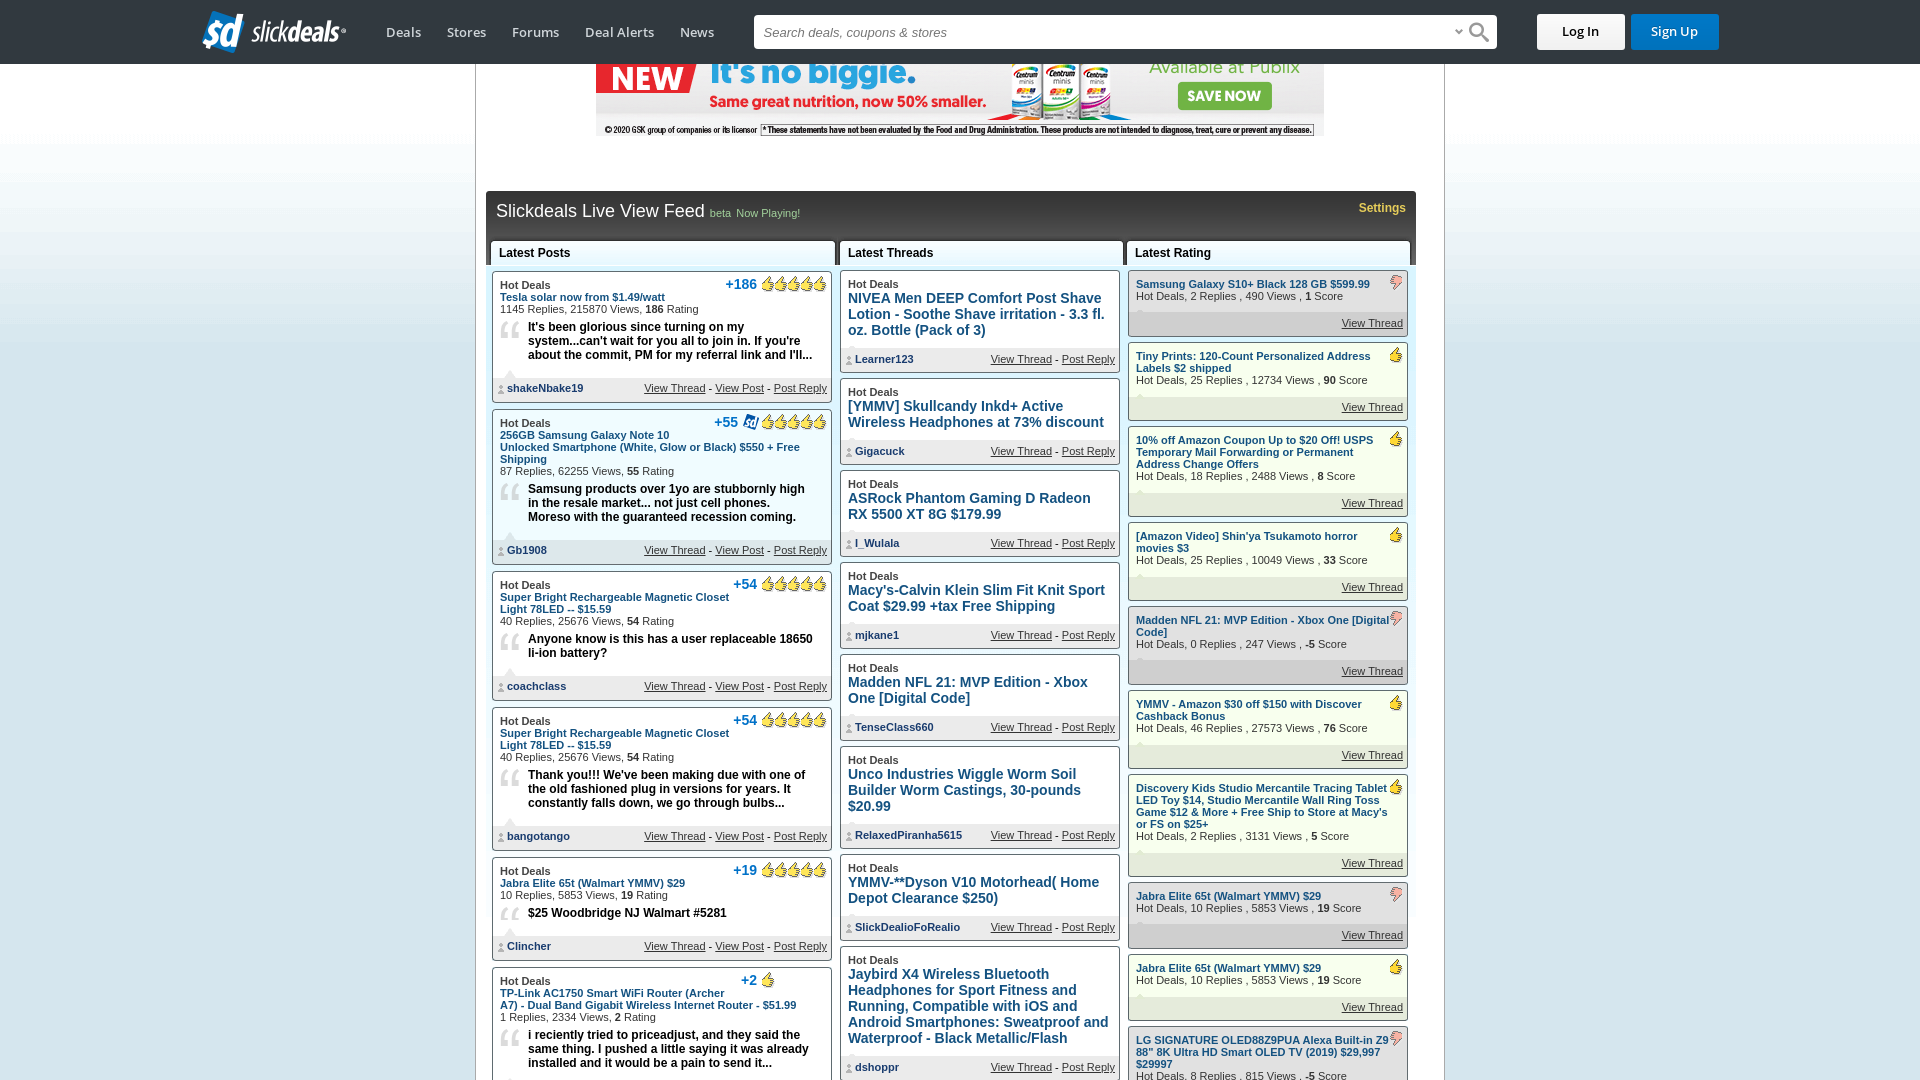 sd slickdeals
Deals
Stores
Forums
Deal Alerts
News
Search deals, coupons & stores
Log In
Sign Up
NEW
It's no biggie.
Same great nutrition, now 50% smaller.
Centrum minis
Centrum minis
Centrum minis
Available at Publix
SAVE NOW
© 2020 GSK group of companies or its licensor
*These statements have not been evaluated by the Food and Drug Administration. These products are not intended to diagnose, treat, cure or prevent any disease.
Slickdeals Live View Feed beta Now Playing!
Settings
Latest Posts
Hot Deals
+186
Tesla solar now from $1.49/watt
1145 Replies, 215870 Views, 186 Rating
It's been glorious since turning on my
system...can't wait for you all to join in. If you're
about the commit, PM for my referral link and I'll...
shakeNbake19
View Thread - View Post - Post Reply
Hot Deals
+55
256GB Samsung Galaxy Note 10
Unlocked Smartphone (White, Glow or Black) $550 + Free
Shipping
87 Replies, 62255 Views, 55 Rating
Samsung products over 1yo are stubbornly high
in the resale market... not just cell phones.
Moreso with the guaranteed recession coming.
Gb1908
View Thread - View Post - Post Reply
Hot Deals
+54
Super Bright Rechargeable Magnetic Closet
Light 78LED -- $15.59
40 Replies, 25676 Views, 54 Rating
Anyone know is this has a user replaceable 18650
li-ion battery?
coachclass
View Thread - View Post - Post Reply
Hot Deals
+54
Super Bright Rechargeable Magnetic Closet
Light 78LED -- $15.59
40 Replies, 25676 Views, 54 Rating
Thank you!!! We've been making due with one of
the old fashioned plug in versions for years. It
constantly falls down, we go through bulbs...
bangotango
View Thread - View Post - Post Reply
Hot Deals
+19
Jabra Elite 65t (Walmart YMMV) $29
10 Replies, 5853 Views, 19 Rating
$25 Woodbridge NJ Walmart #5281
Clincher
View Thread - View Post - Post Reply
Hot Deals
+2
TP-Link AC1750 Smart WiFi Router (Archer
A7) - Dual Band Gigabit Wireless Internet Router - $51.99
1 Replies, 2334 Views, 2 Rating
i reciently tried to priceadjust, and they said the
same thing. I pushed a little saying it was already
installed and it would be a pain to send it...
Latest Threads
Hot Deals
NIVEA Men DEEP Comfort Post Shave
Lotion - Soothe Shave irritation - 3.3 fl.
oz. Bottle (Pack of 3)
Learner123
View Thread - Post Reply
Hot Deals
[YMMV] Skullcandy Inkd+ Active
Wireless Headphones at 73% discount
Gigacuck
View Thread - Post Reply
Hot Deals
ASRock Phantom Gaming D Radeon
RX 5500 XT 8G $179.99
I_Wulala
View Thread - Post Reply
Hot Deals
Macy's-Calvin Klein Slim Fit Knit Sport
Coat $29.99 +tax Free Shipping
mjkane1
View Thread - Post Reply
Hot Deals
Madden NFL 21: MVP Edition - Xbox
One [Digital Code]
TenseClass660
View Thread - Post Reply
Hot Deals
Unco Industries Wiggle Worm Soil
Builder Worm Castings, 30-pounds
$20.99
RelaxedPiranha5615
View Thread - Post Reply
Hot Deals
YMMV-**Dyson V10 Motorhead( Home
Depot Clearance $250)
SlickDealioFoRealio
View Thread - Post Reply
Hot Deals
Jaybird X4 Wireless Bluetooth
Headphones for Sport Fitness and
Running, Compatible with iOS and
Android Smartphones: Sweatproof and
Waterproof - Black Metallic/Flash
dshoppr
View Thread - Post Reply
Latest Rating
Samsung Galaxy S10+ Black 128 GB $599.99
Hot Deals, 2 Replies , 490 Views , 1 Score
View Thread
Tiny Prints: 120-Count Personalized Address
Labels $2 shipped
Hot Deals, 25 Replies , 12734 Views , 90 Score
View Thread
10% off Amazon Coupon Up to $20 Off! USPS
Temporary Mail Forwarding or Permanent
Address Change Offers
Hot Deals, 18 Replies , 2488 Views , 8 Score
View Thread
[Amazon Video] Shin'ya Tsukamoto horror
movies $3
Hot Deals, 25 Replies , 10049 Views , 33 Score
View Thread
Madden NFL 21: MVP Edition - Xbox One [Digital
Code]
Hot Deals, 0 Replies , 247 Views , -5 Score
View Thread
YMMV - Amazon $30 off $150 with Discover
Cashback Bonus
Hot Deals, 46 Replies , 27573 Views , 76 Score
View Thread
Discovery Kids Studio Mercantile Tracing Tablet
LED Toy $14, Studio Mercantile Wall Ring Toss
Game $12 & More + Free Ship to Store at Macy's
or FS on $25+
Hot Deals, 2 Replies , 3131 Views , 5 Score
View Thread
Jabra Elite 65t (Walmart YMMV) $29
Hot Deals, 10 Replies , 5853 Views , 19 Score
View Thread
Jabra Elite 65t (Walmart YMMV) $29
Hot Deals, 10 Replies , 5853 Views , 19 Score
View Thread
LG SIGNATURE OLED88Z9PUA Alexa Built-in Z9
88" 8K Ultra HD Smart OLED TV (2019) $29,997
$29997
Hot Deals, 8 Replies , 815 Views , -5 Score